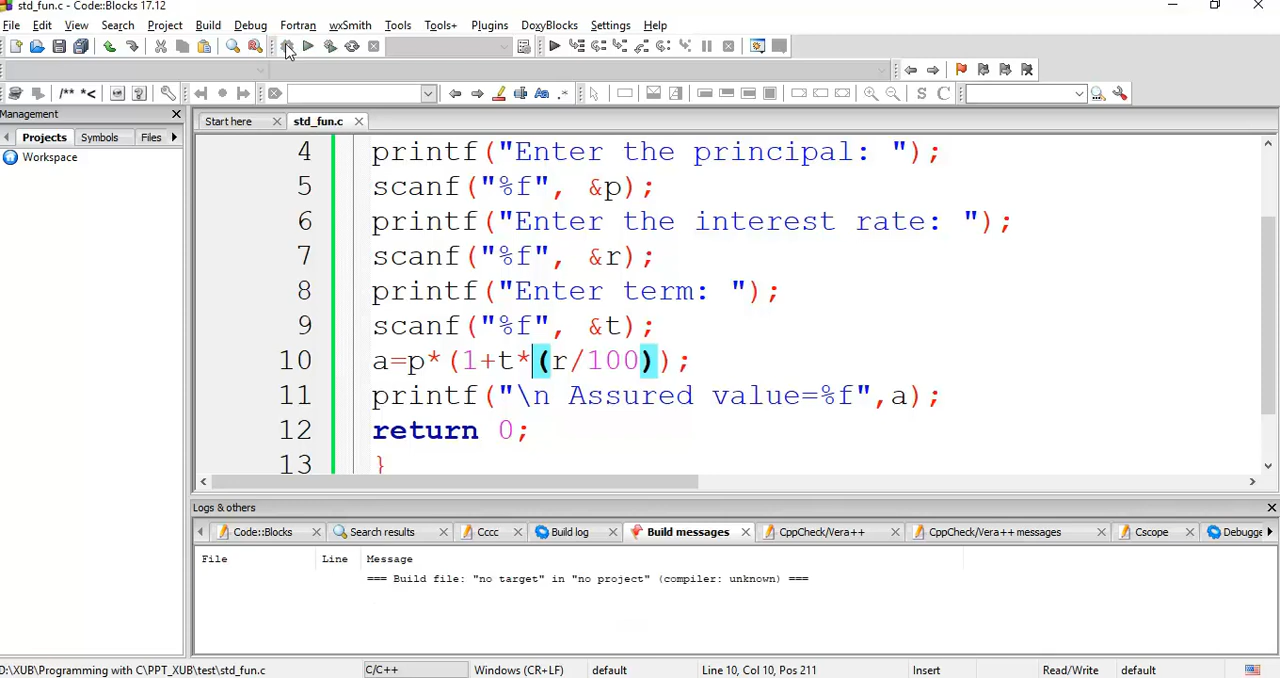 std_fun.c - Code::Blocks 17.12
File Edit View Search Project Build Debug Fortran wxSmith Tools Tools+ Plugins DoxyBlocks Settings Help
/** *<
Aa .* S C
Management
Projects Symbols Files
Workspace
Start here std_fun.c
4 printf("Enter the principal: ");
5 scanf("%f", &p);
6 printf("Enter the interest rate: ");
7 scanf("%f", &r);
8 printf("Enter term: ");
9 scanf("%f", &t);
10 a=p*(1+t*(r/100));
11 printf("\n Assured value=%f",a);
12 return 0;
13 }
Logs & others
Code::Blocks Search results Cccc Build log Build messages CppCheck/Vera++ CppCheck/Vera++ messages Cscope Debugge
File Line Message
=== Build file: "no target" in "no project" (compiler: unknown) ===
D:\XUB\Programming with C\PPT_XUB\test\std_fun.c C/C++ Windows (CR+LF) default Line 10, Col 10, Pos 211 Insert Read/Write default